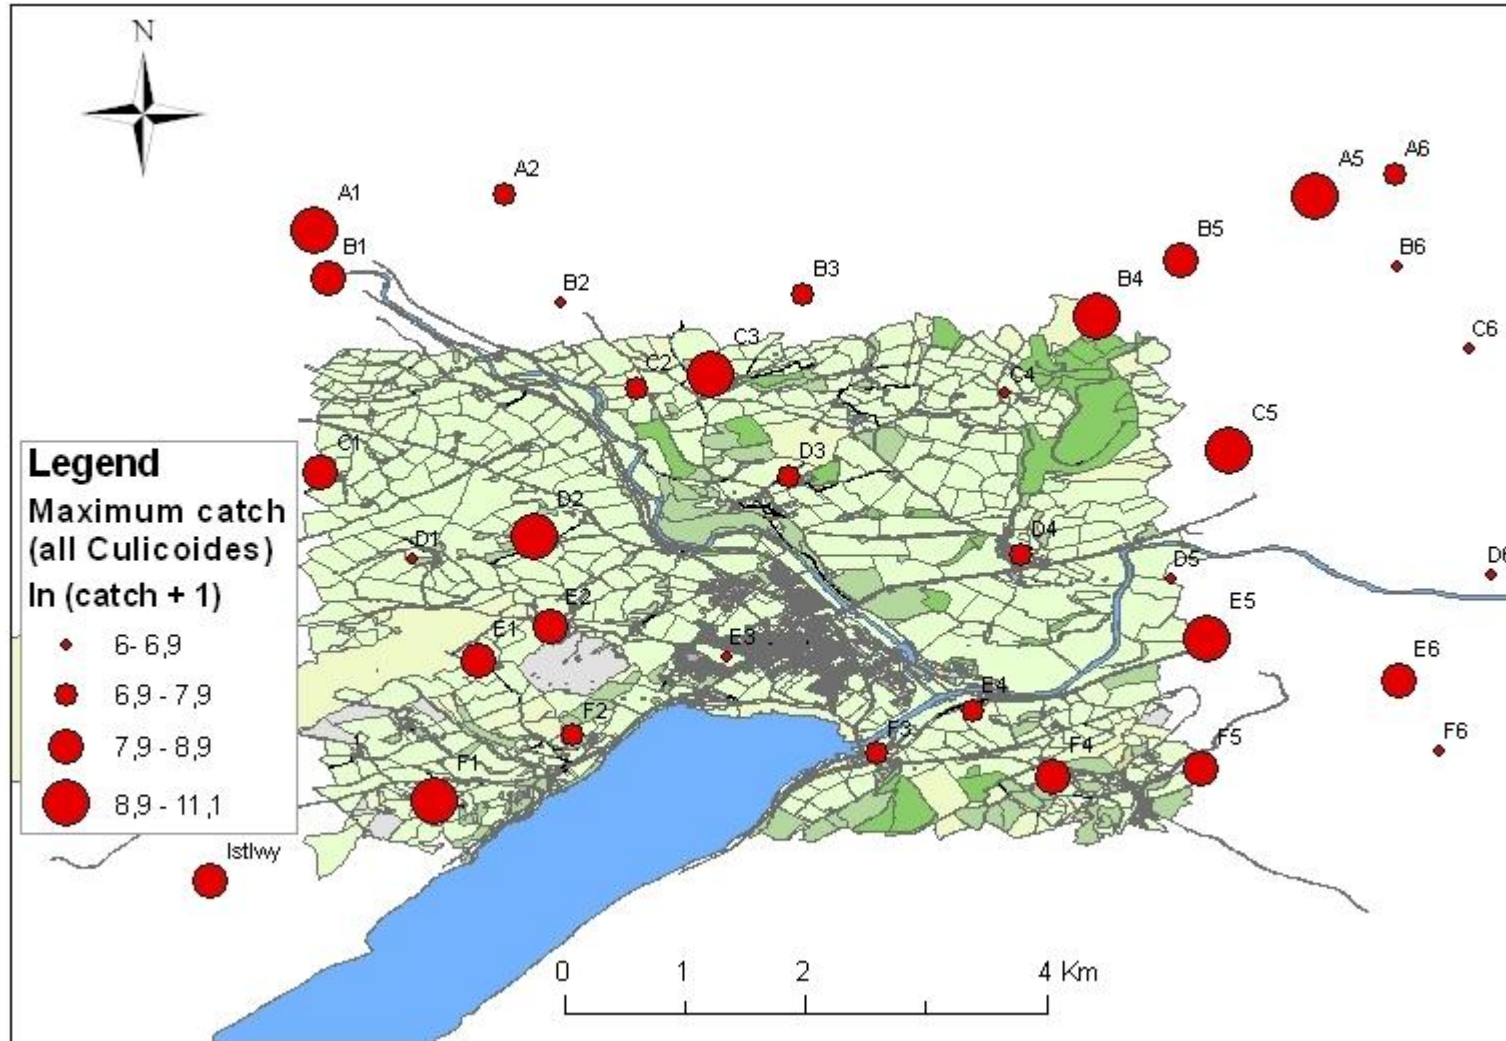 N
A6
A5
A2
A1
B5
B1
B6
B3
B2
B4
C6
C3
C2
C4
C5
C1
D3
D2
D1
D4
D5
D6
E2
E5
E1
E3
E6
E4
F2
F3
F6
F5
F4
F1
Legend
Maximum catch
(all Culicoides)
ln (catch + 1)
6- 6,9
6,9 - 7,9
7,9 - 8,9
8,9 - 11,1
Istlwy
0 1 2 4 Km